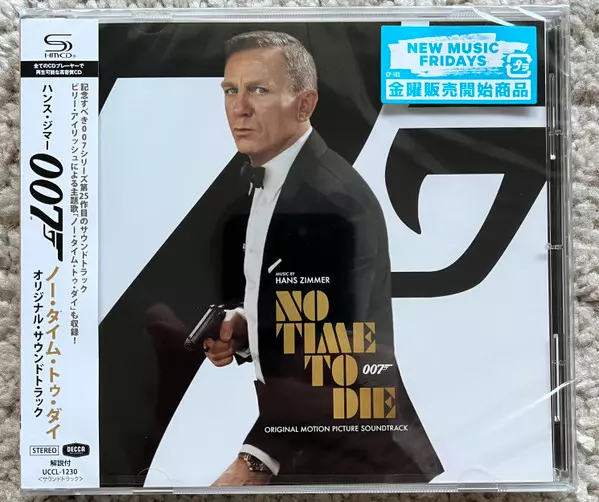 SHM-CD
全てのCDプレーヤーで
再生可能な高音質CD
記念すべき007シリーズ第25作目のサウンドトラック
ビリー・アイリッシュによる主題歌「ノー・タイム・トゥ・ダイ」も収録!
ハンス・ジマー
007
ノー・タイム・トゥ・ダイ
オリジナル・サウンドトラック
STEREO
DECCA
解説付
UCCL-1230
<サウンドトラック>
NEW MUSIC
FRIDAYS
金曜販売開始商品
MUSIC BY
HANS ZIMMER
NO
TIME
TO
007
DIE
ORIGINAL MOTION PICTURE SOUNDTRACK